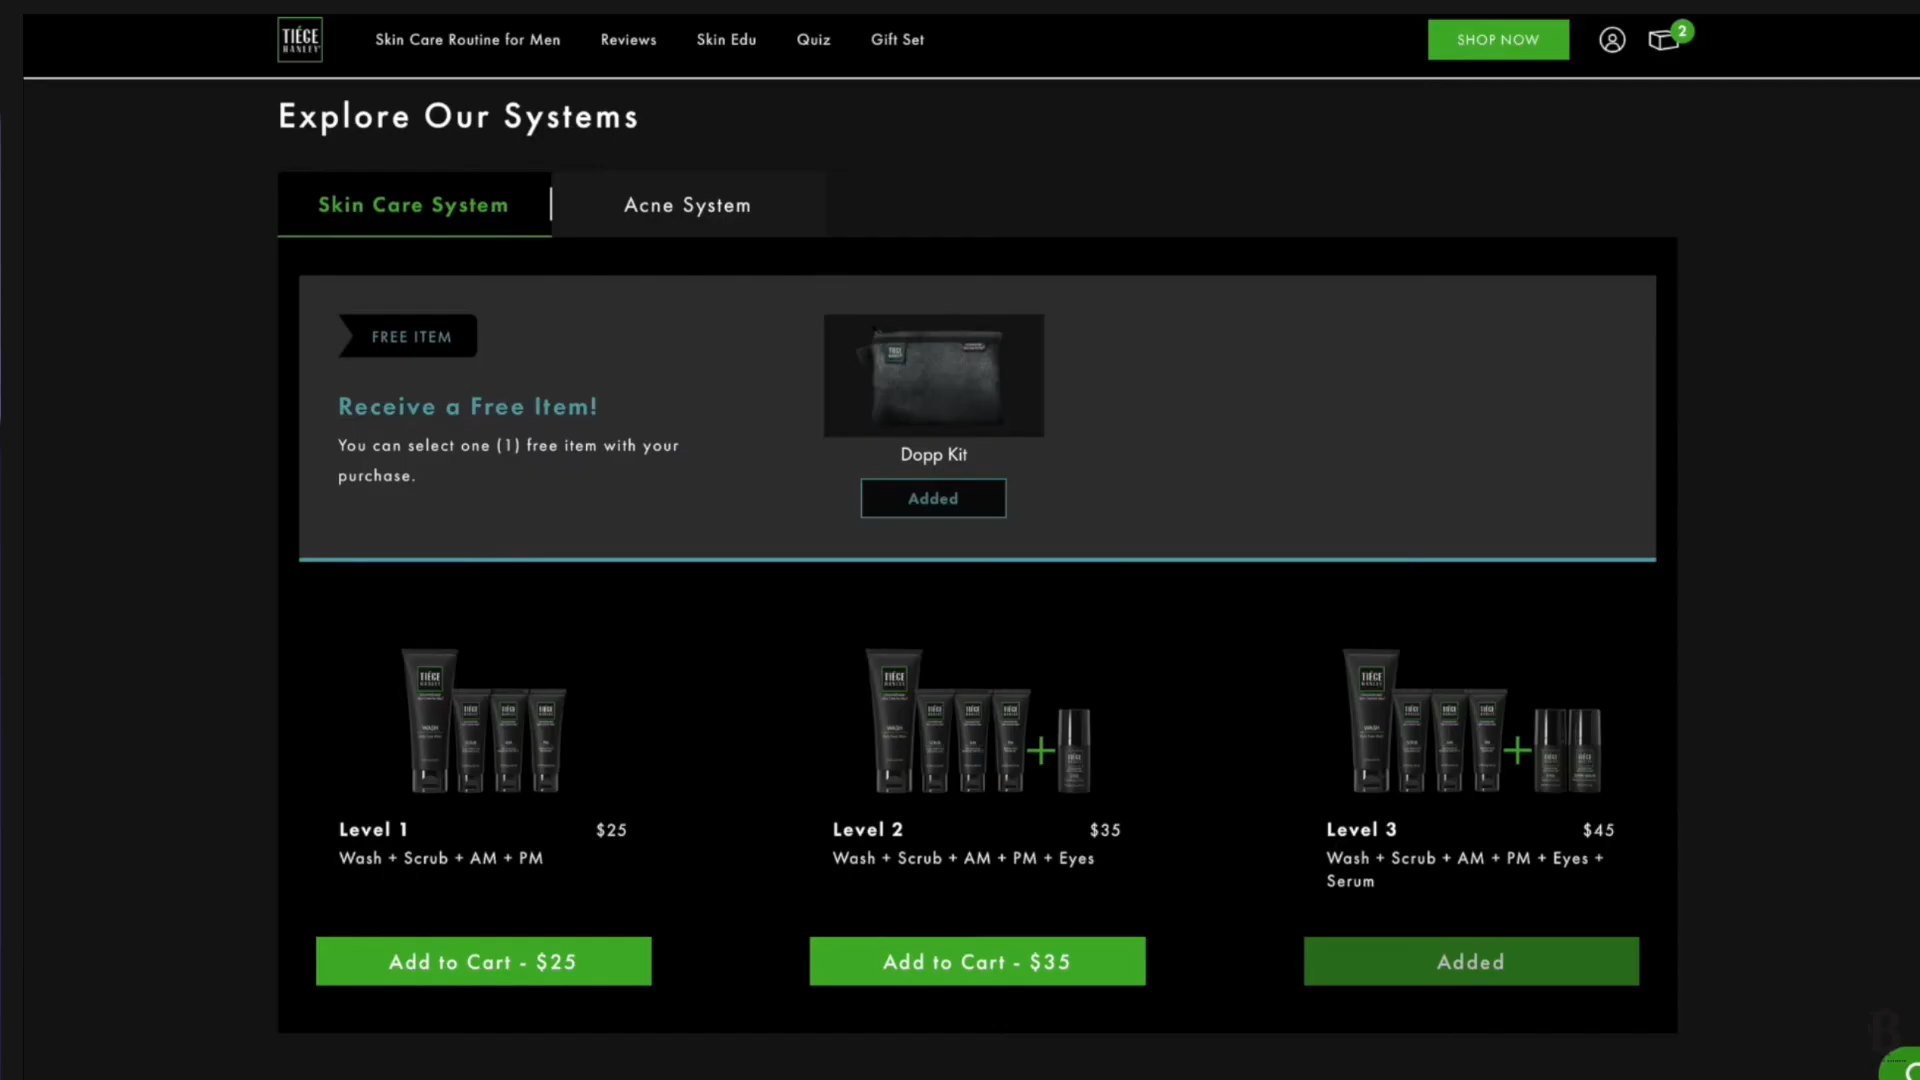 TIÉGE
HANLEY
Skin Care Routine for Men
Reviews
Skin Edu
Quiz
Gift Set
SHOP NOW
2
Explore Our Systems
Skin Care System
Acne System
FREE ITEM
Receive a Free Item!
You can select one (1) free item with your
purchase.
Dopp Kit
Added
Level 1
$25
Wash + Scrub + AM + PM
Add to Cart - $25
Level 2
$35
Wash + Scrub + AM + PM + Eyes
Add to Cart - $35
Level 3
$45
Wash + Scrub + AM + PM + Eyes +
Serum
Added